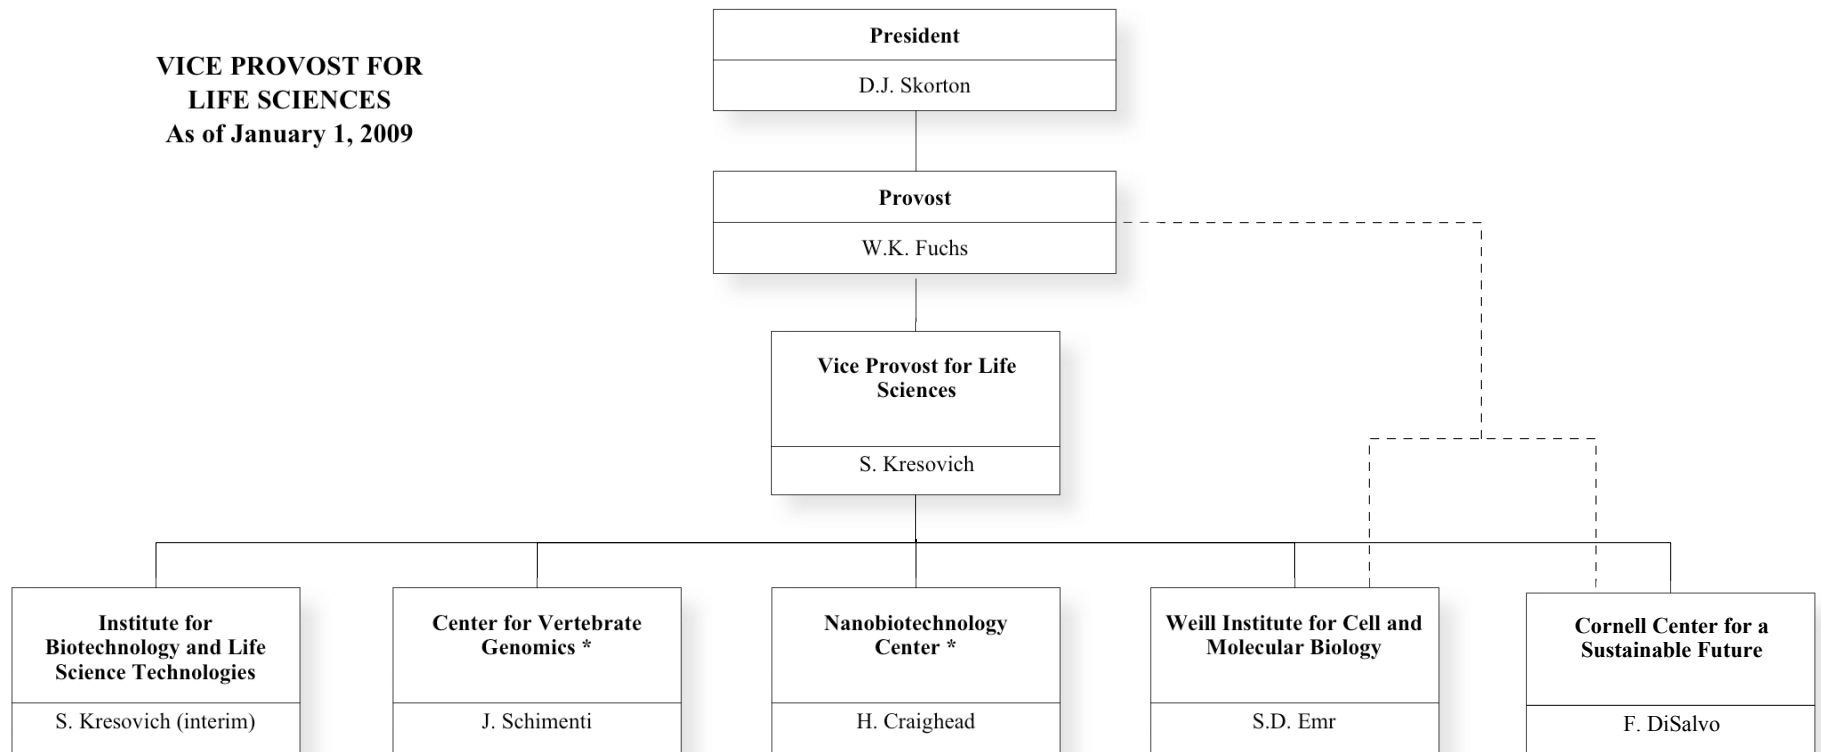 VICE PROVOST FOR
LIFE SCIENCES
As of January 1, 2009
President
D.J. Skorton
Provost
W.K. Fuchs
Vice Provost for Life
Sciences
S. Kresovich
Institute for
Biotechnology and Life
Science Technologies
S. Kresovich (interim)
Center for Vertebrate
Genomics *
J. Schimenti
Nanobiotechnology
Center *
H. Craighead
Weill Institute for Cell and
Molecular Biology
S.D. Emr
Cornell Center for a
Sustainable Future
F. DiSalvo